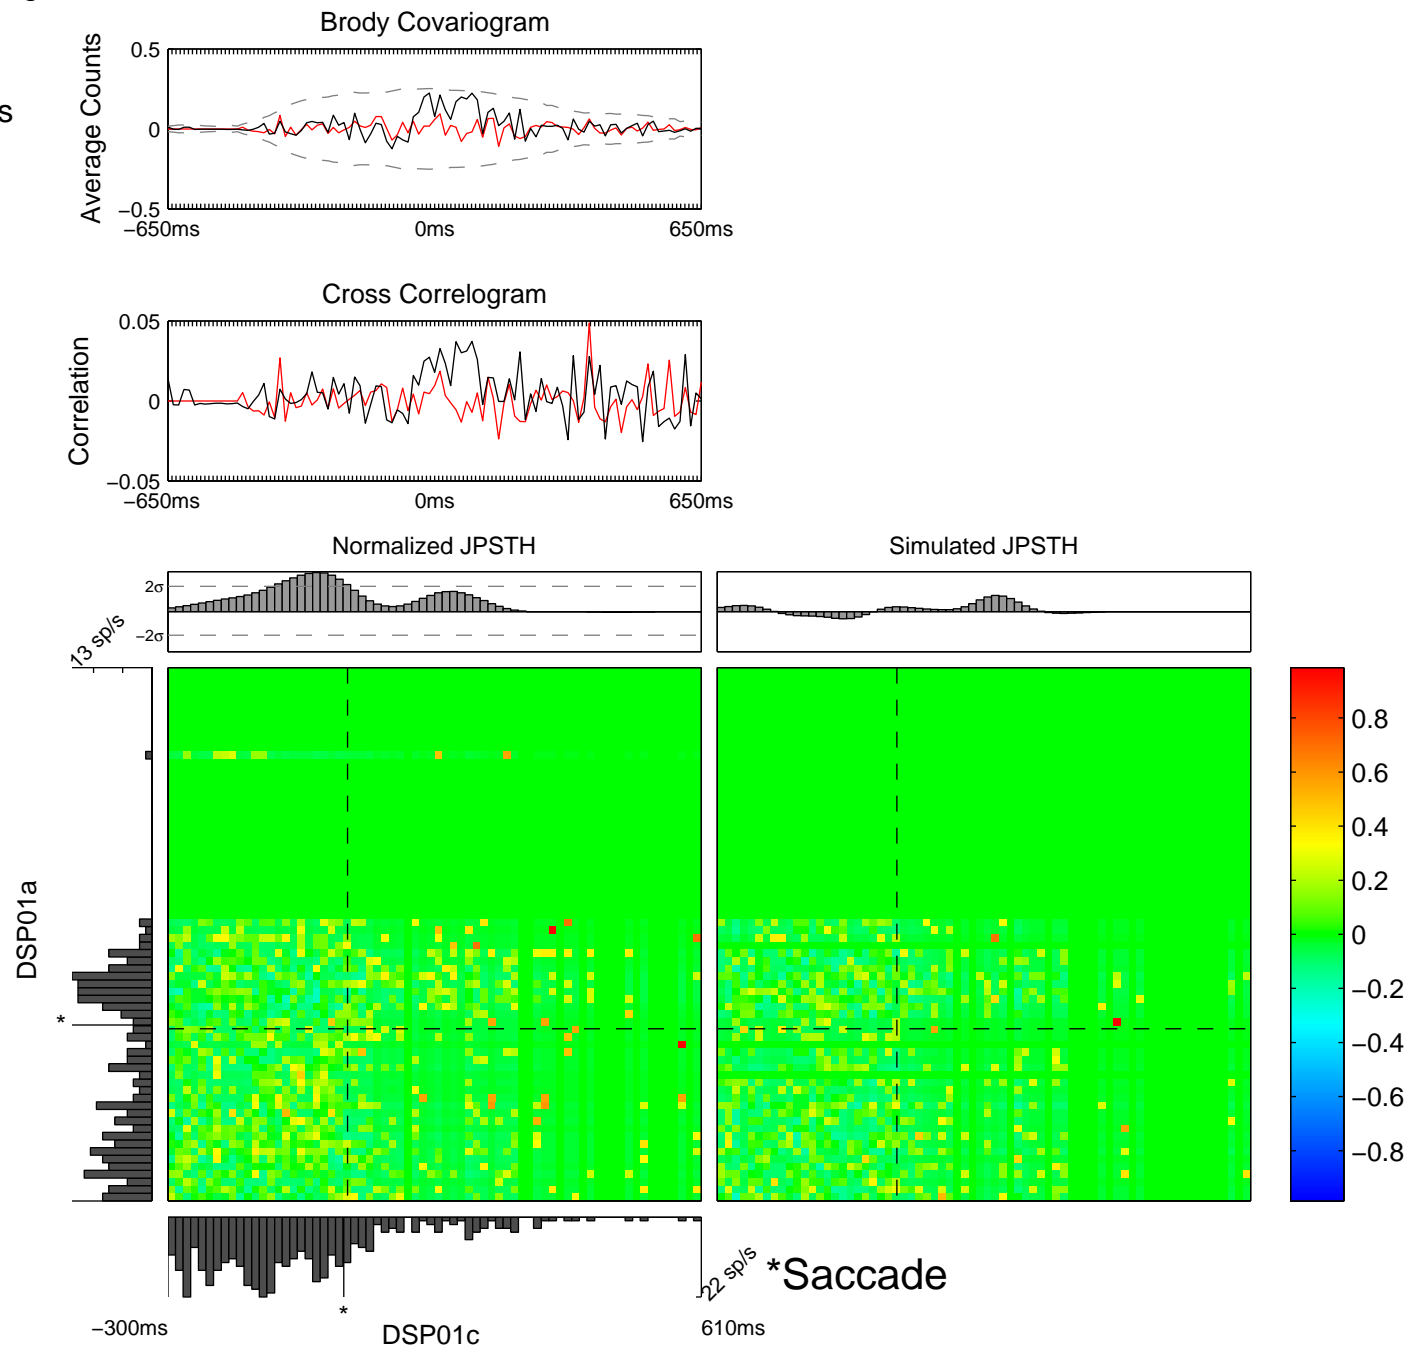 g
Brody Covariogram
s
Average Counts
0.5
0
−0.5
−650ms 0ms 650ms
Cross Correlogram
Correlation
0.05
0
−0.05
−650ms 0ms 650ms
Normalized JPSTH
Simulated JPSTH
2σ
−2σ
13 sp/s
DSP01a
*
0.8
0.6
0.4
0.2
0
−0.2
−0.4
−0.6
−0.8
22 sp/s
*Saccade
*
−300ms DSP01c 610ms